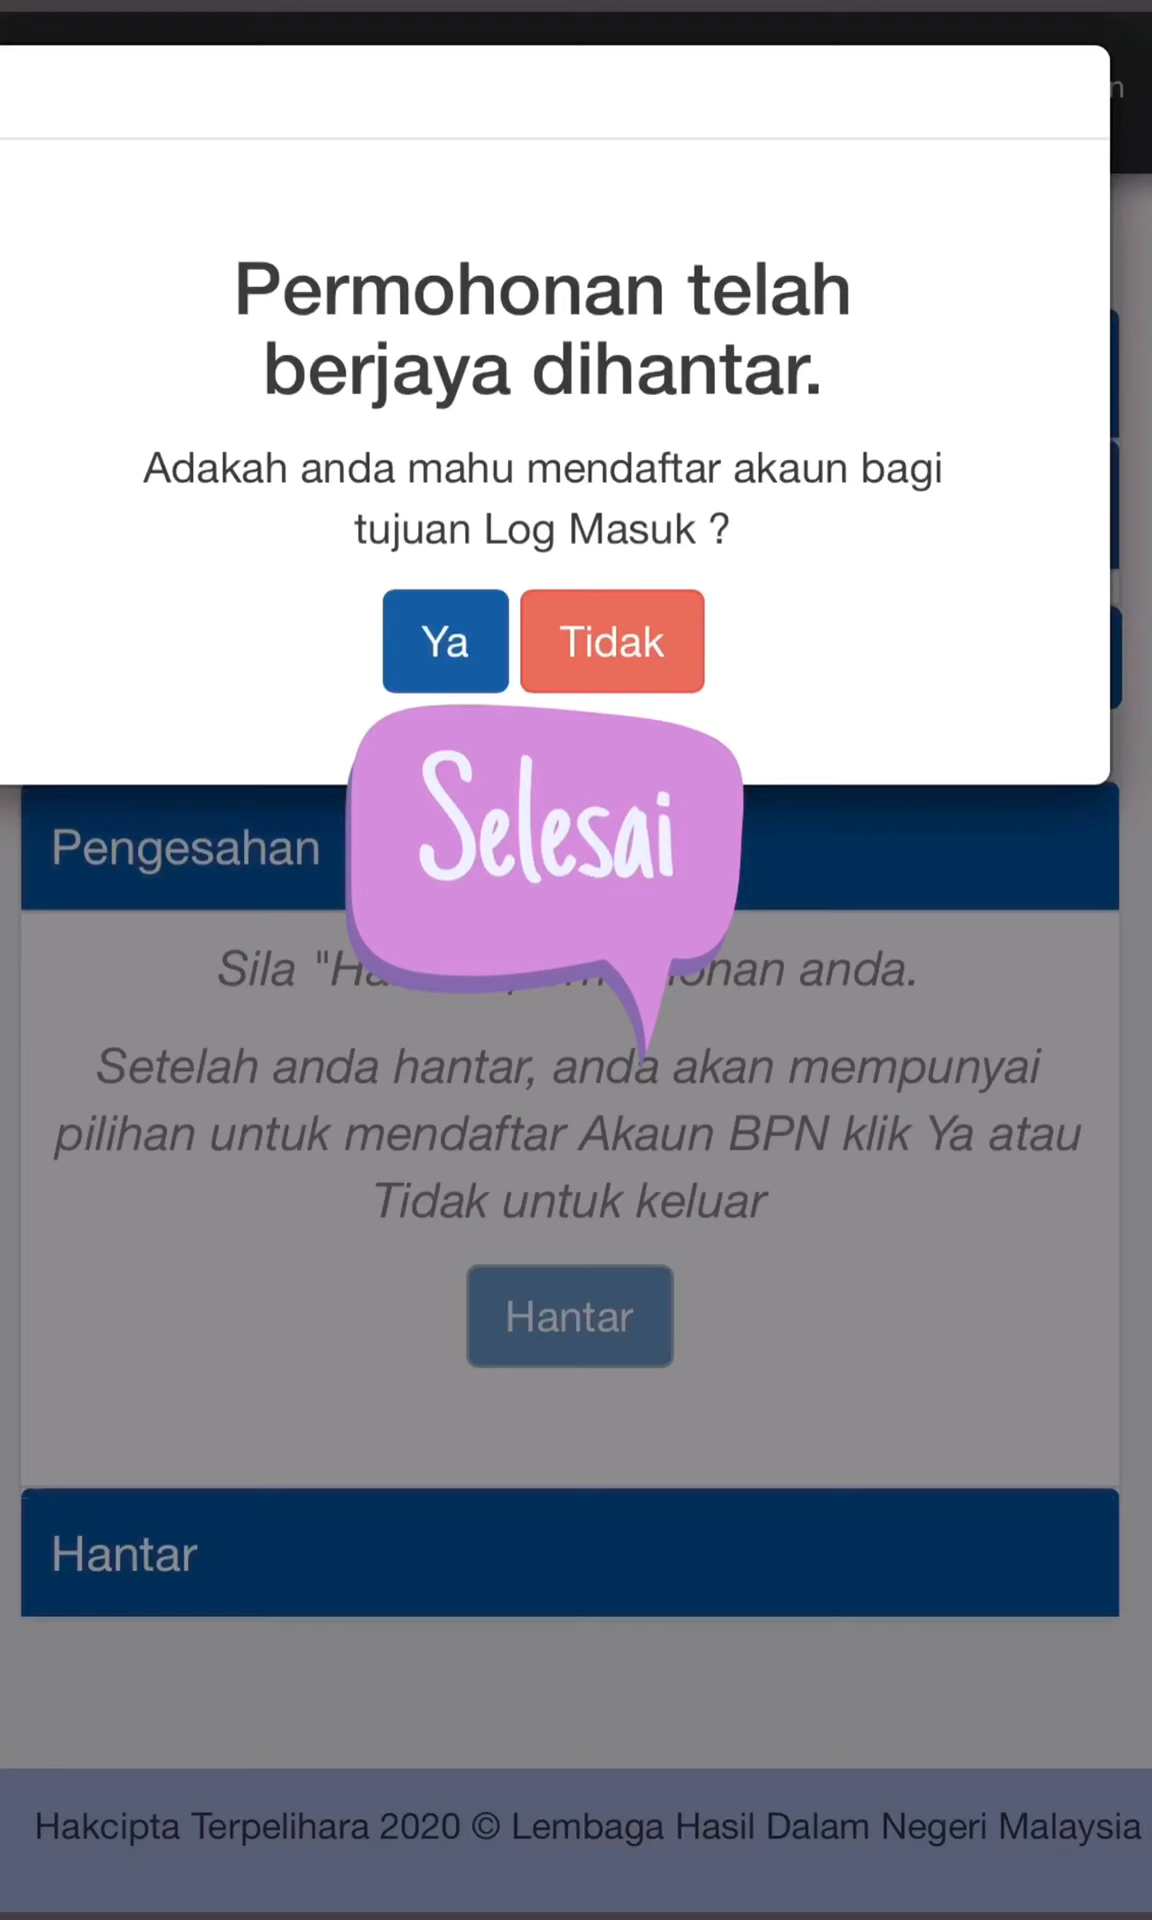 Permohonan telah
berjaya dihantar.
Adakah anda mahu mendaftar akaun bagi
tujuan Log Masuk ?
Ya
Tidak
Selesai
Pengesahan
Sila anda.
Setelah anda hantar, anda akan mempunyai
pilihan untuk mendaftar Akaun BPN klik Ya atau
Tidak untuk keluar
Hantar
Hantar
Hakcipta Terpelihara 2020 © Lembaga Hasil Dalam Negeri Malaysia